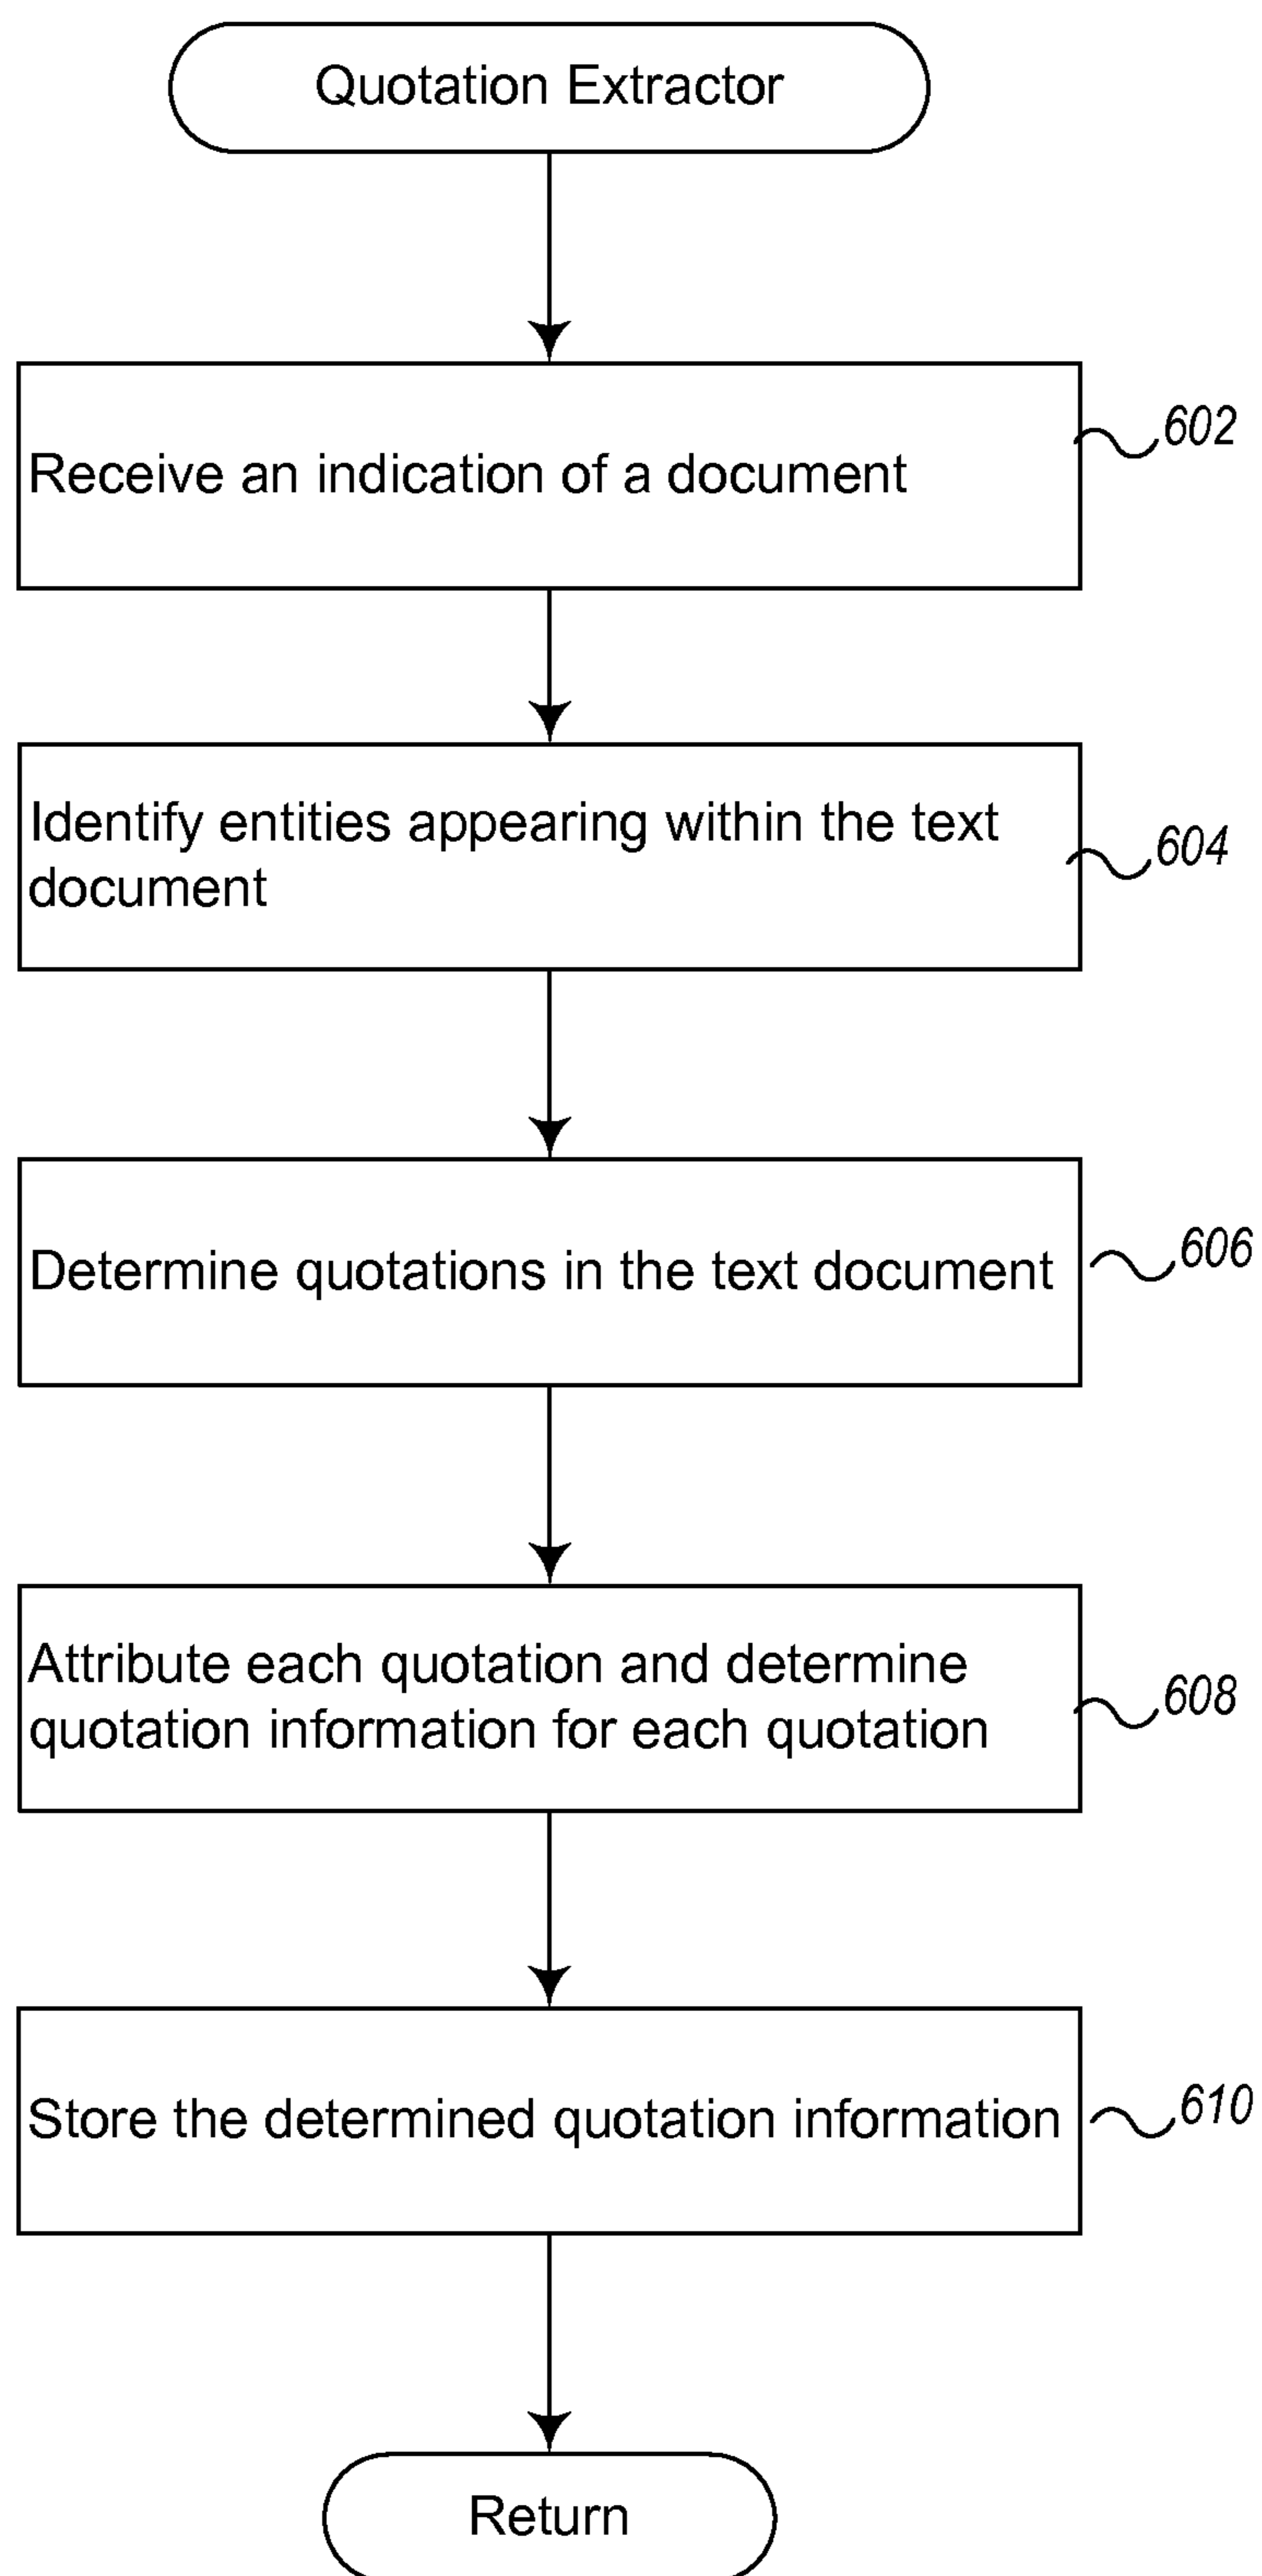 Quotation Extractor
Receive an indication of a document
602
Identify entities appearing within the text
document
604
Determine quotations in the text document
606
Attribute each quotation and determine
quotation information for each quotation
608
Store the determined quotation information
610
Return